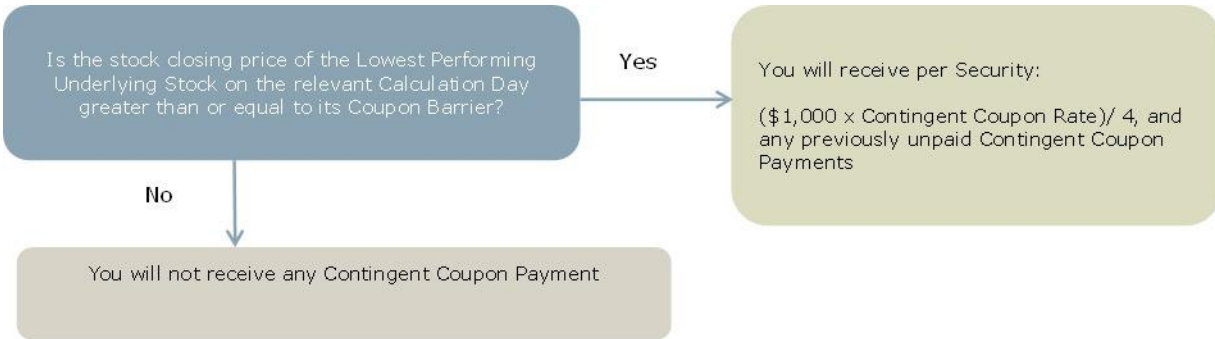 Is the stock closing price of the Lowest Performing
Underlying Stock on the relevant Calculation Day
greater than or equal to its Coupon Barrier?
Yes
You will receive per Security:
($1,000 x Contingent Coupon Rate)/ 4, and
any previously unpaid Contingent Coupon
Payments
No
You will not receive any Contingent Coupon Payment